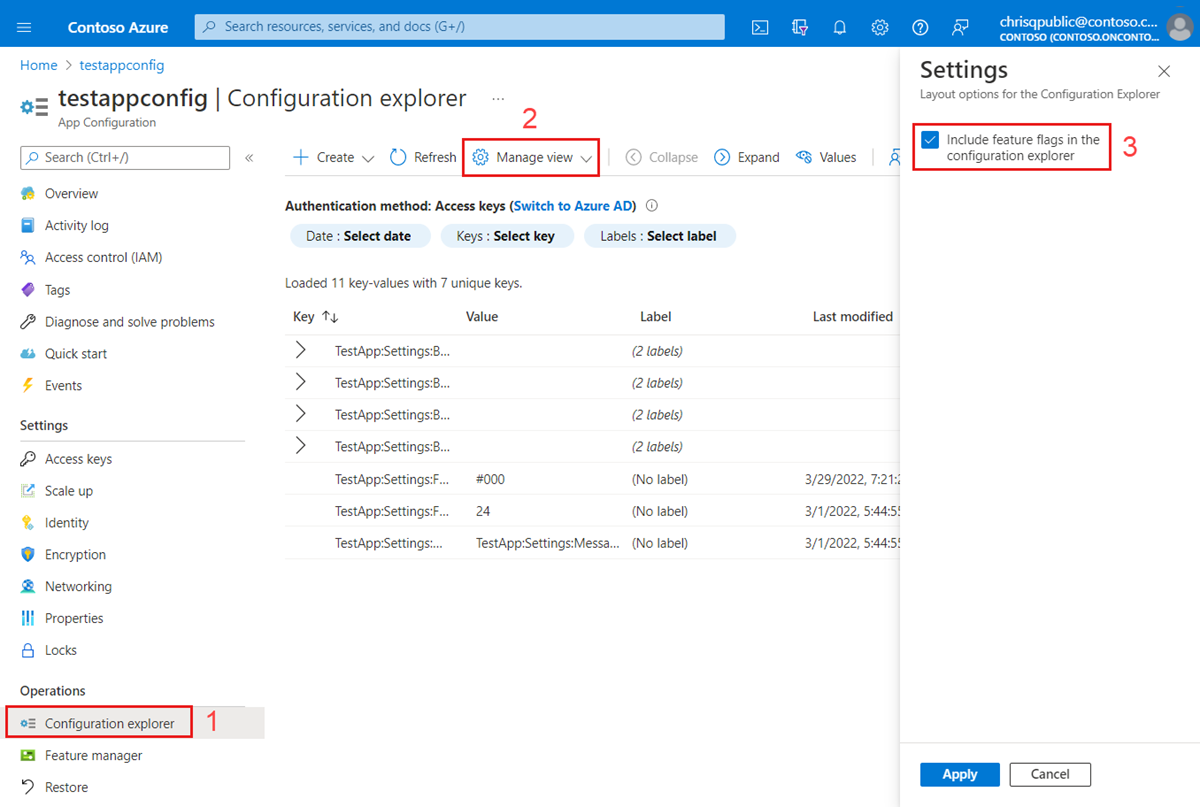 Contoso Azure
Search resources, services, and docs (G+/)
chrisqpublic@contoso.c...
CONTOSO (CONTOSO.ONCONTO...
Home > testappconfig
testappconfig | Configuration explorer ...
App Configuration
Search (Ctrl+/) «
Overview
Activity log
Access control (IAM)
Tags
Diagnose and solve problems
Quick start
Events
Settings
Access keys
Scale up
Identity
Encryption
Networking
Properties
Locks
Operations
Configuration explorer 1
Feature manager
Restore
2
Create Refresh Manage view Collapse Expand Values
Authentication method: Access keys (Switch to Azure AD)
Date : Select date Keys : Select key Labels : Select label
Loaded 11 key-values with 7 unique keys.
Key Value Label Last modified
TestApp:Settings:B... (2 labels)
TestApp:Settings:B... (2 labels)
TestApp:Settings:B... (2 labels)
TestApp:Settings:B... (2 labels)
TestApp:Settings:F... #000 (No label) 3/29/2022, 7:21:2
TestApp:Settings:F... 24 (No label) 3/1/2022, 5:44:55
TestApp:Settings:... TestApp:Settings:Messa... (No label) 3/1/2022, 5:44:55
Settings
Layout options for the Configuration Explorer
Include feature flags in the
configuration explorer
3
Apply Cancel